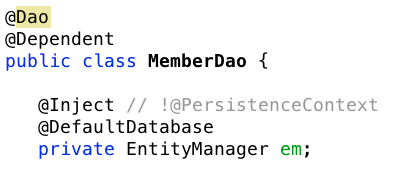 @Dao
@Dependent
public class MemberDao {
@Inject // !@PersistenceContext
@DefaultDatabase
private EntityManager em;